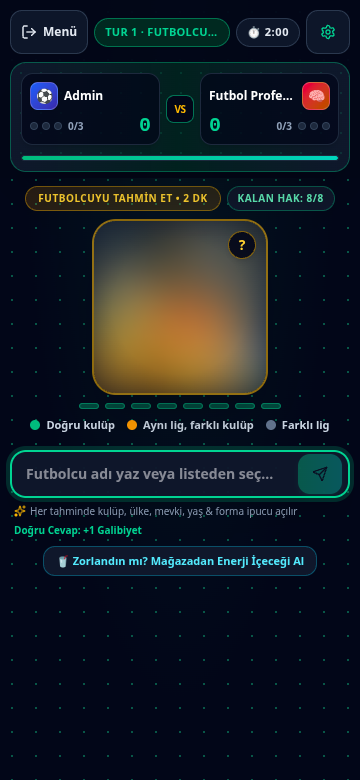 Menü
TUR 1 · FUTBOLCU...
⏱ 2:00
Admin
0/3
0
VS
Futbol Profe...
0
0/3
FUTBOLCUYU TAHMİN ET • 2 DK
KALAN HAK: 8/8
?
Doğru kulüp
Aynı lig, farklı kulüp
Farklı lig
Futbolcu adı yaz veya listeden seç...
✨ Her tahminde kulüp, ülke, mevki, yaş & forma ipucu açılır
Doğru Cevap: +1 Galibiyet
🥤 Zorlandın mı? Mağazadan Enerji İçeceği Al